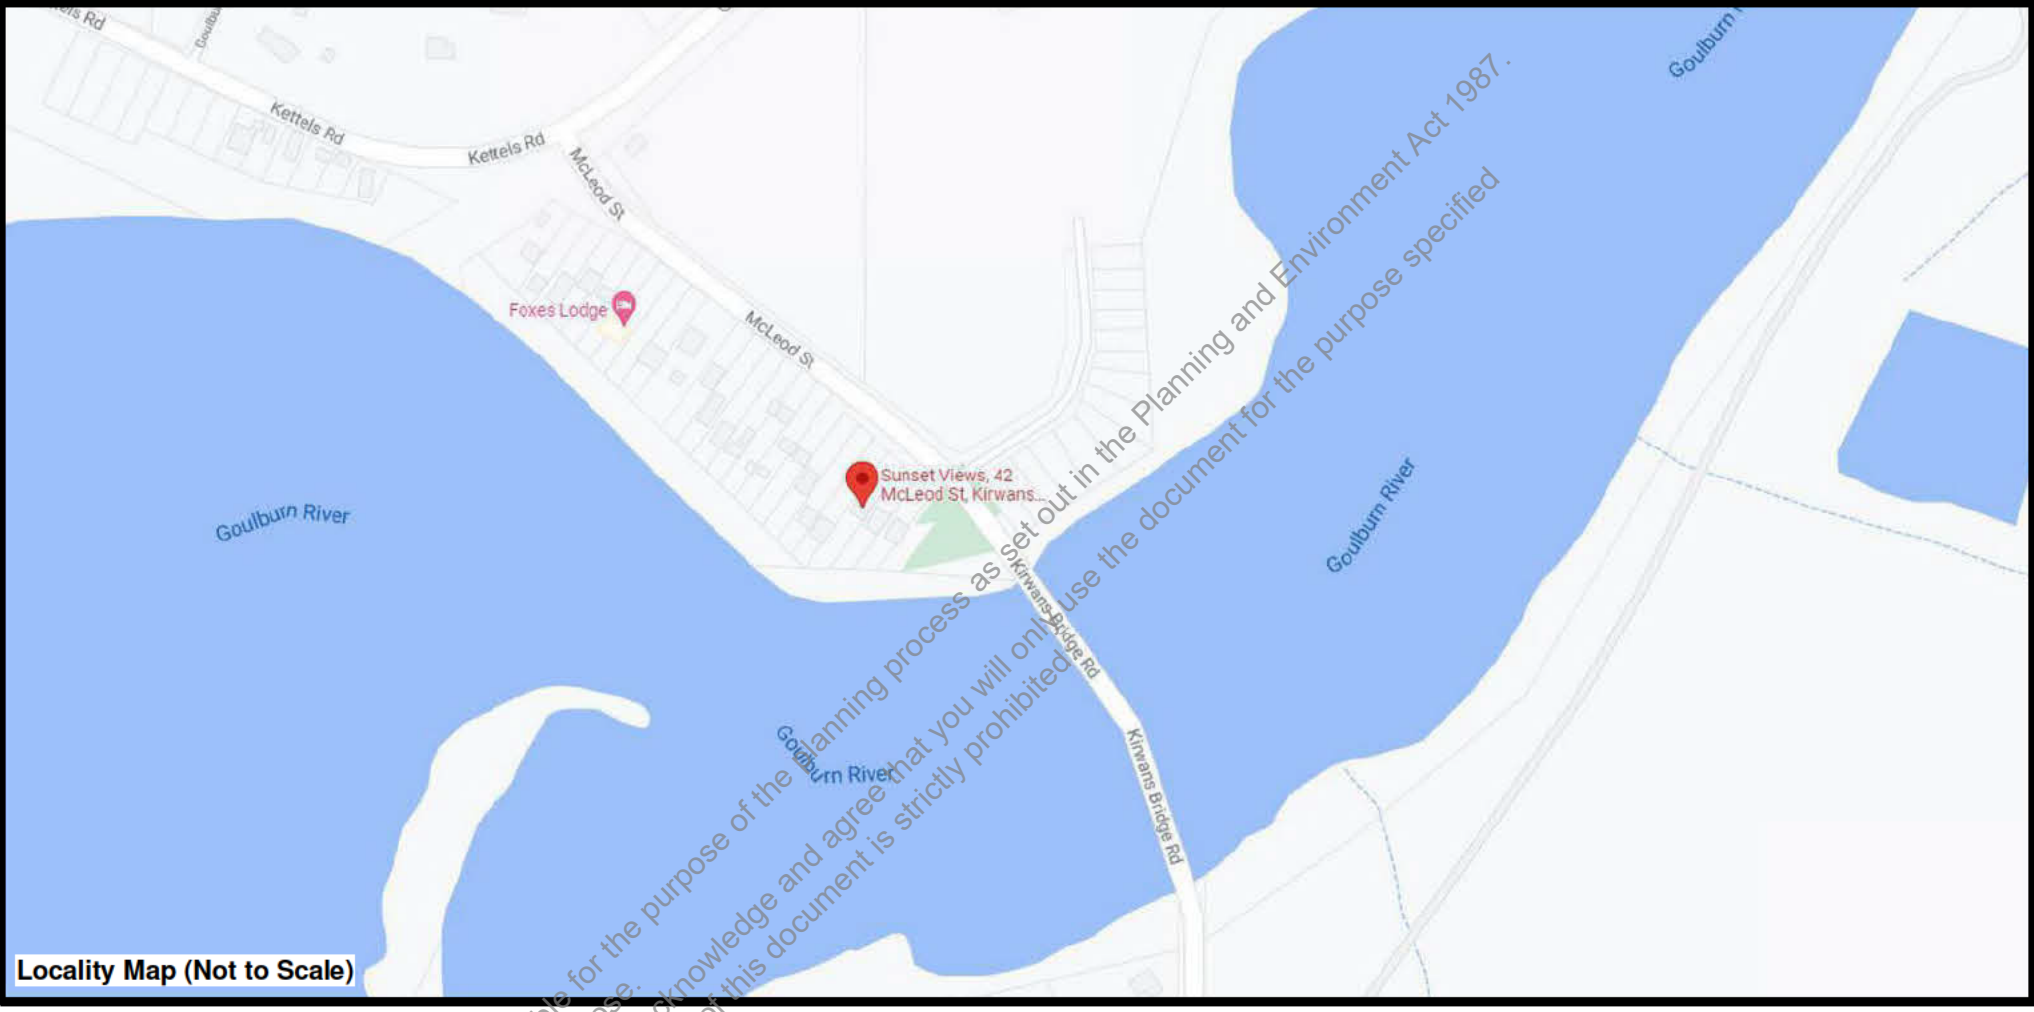 Kettels Rd
Kettels Rd
McLeod St
Goulburn
Foxes Lodge
McLeod St
Sunset Views, 42
McLeod St, Kirwans...
Goulburn River
Goulburn River
Kirwans Bridge Rd
Goulburn River
Kirwans Bridge Rd
for the purpose of the planning process as set out in the Planning and Environment Act 1987.
acknowledge and agree that you will only use the document for the purpose specified
of this document is strictly prohibited.
Locality Map (Not to Scale)